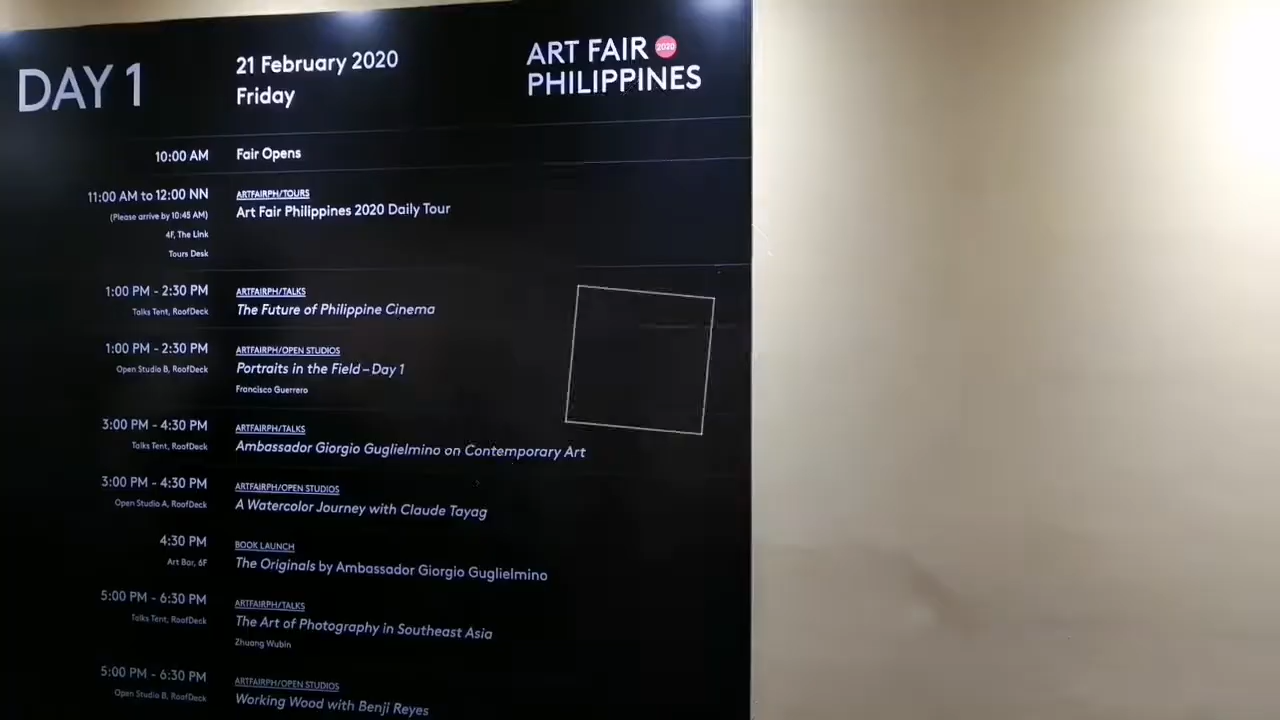 DAY 1
21 February 2020
Friday
ART FAIR 2020
PHILIPPINES
10:00 AM
Fair Opens
11:00 AM to 12:00 NN
(Please arrive by 10:45 AM)
4F, The Link
Tours Desk
ARTFAIRPH/TOURS
Art Fair Philippines 2020 Daily Tour
1:00 PM - 2:30 PM
Talks Tent, RoofDeck
ARTFAIRPH/TALKS
The Future of Philippine Cinema
1:00 PM - 2:30 PM
Open Studio B, RoofDeck
ARTFAIRPH/OPEN STUDIOS
Portraits in the Field – Day 1
Francisco Guerrero
3:00 PM - 4:30 PM
Talks Tent, RoofDeck
ARTFAIRPH/TALKS
Ambassador Giorgio Guglielmino on Contemporary Art
3:00 PM - 4:30 PM
Open Studio A, RoofDeck
ARTFAIRPH/OPEN STUDIOS
A Watercolor Journey with Claude Tayag
4:30 PM
Art Bar, 6F
BOOK LAUNCH
The Originals by Ambassador Giorgio Guglielmino
5:00 PM - 6:30 PM
Talks Tent, RoofDeck
ARTFAIRPH/TALKS
The Art of Photography in Southeast Asia
Zhuang Wubin
5:00 PM - 6:30 PM
Open Studio B, RoofDeck
ARTFAIRPH/OPEN STUDIOS
Working Wood with Benji Reyes